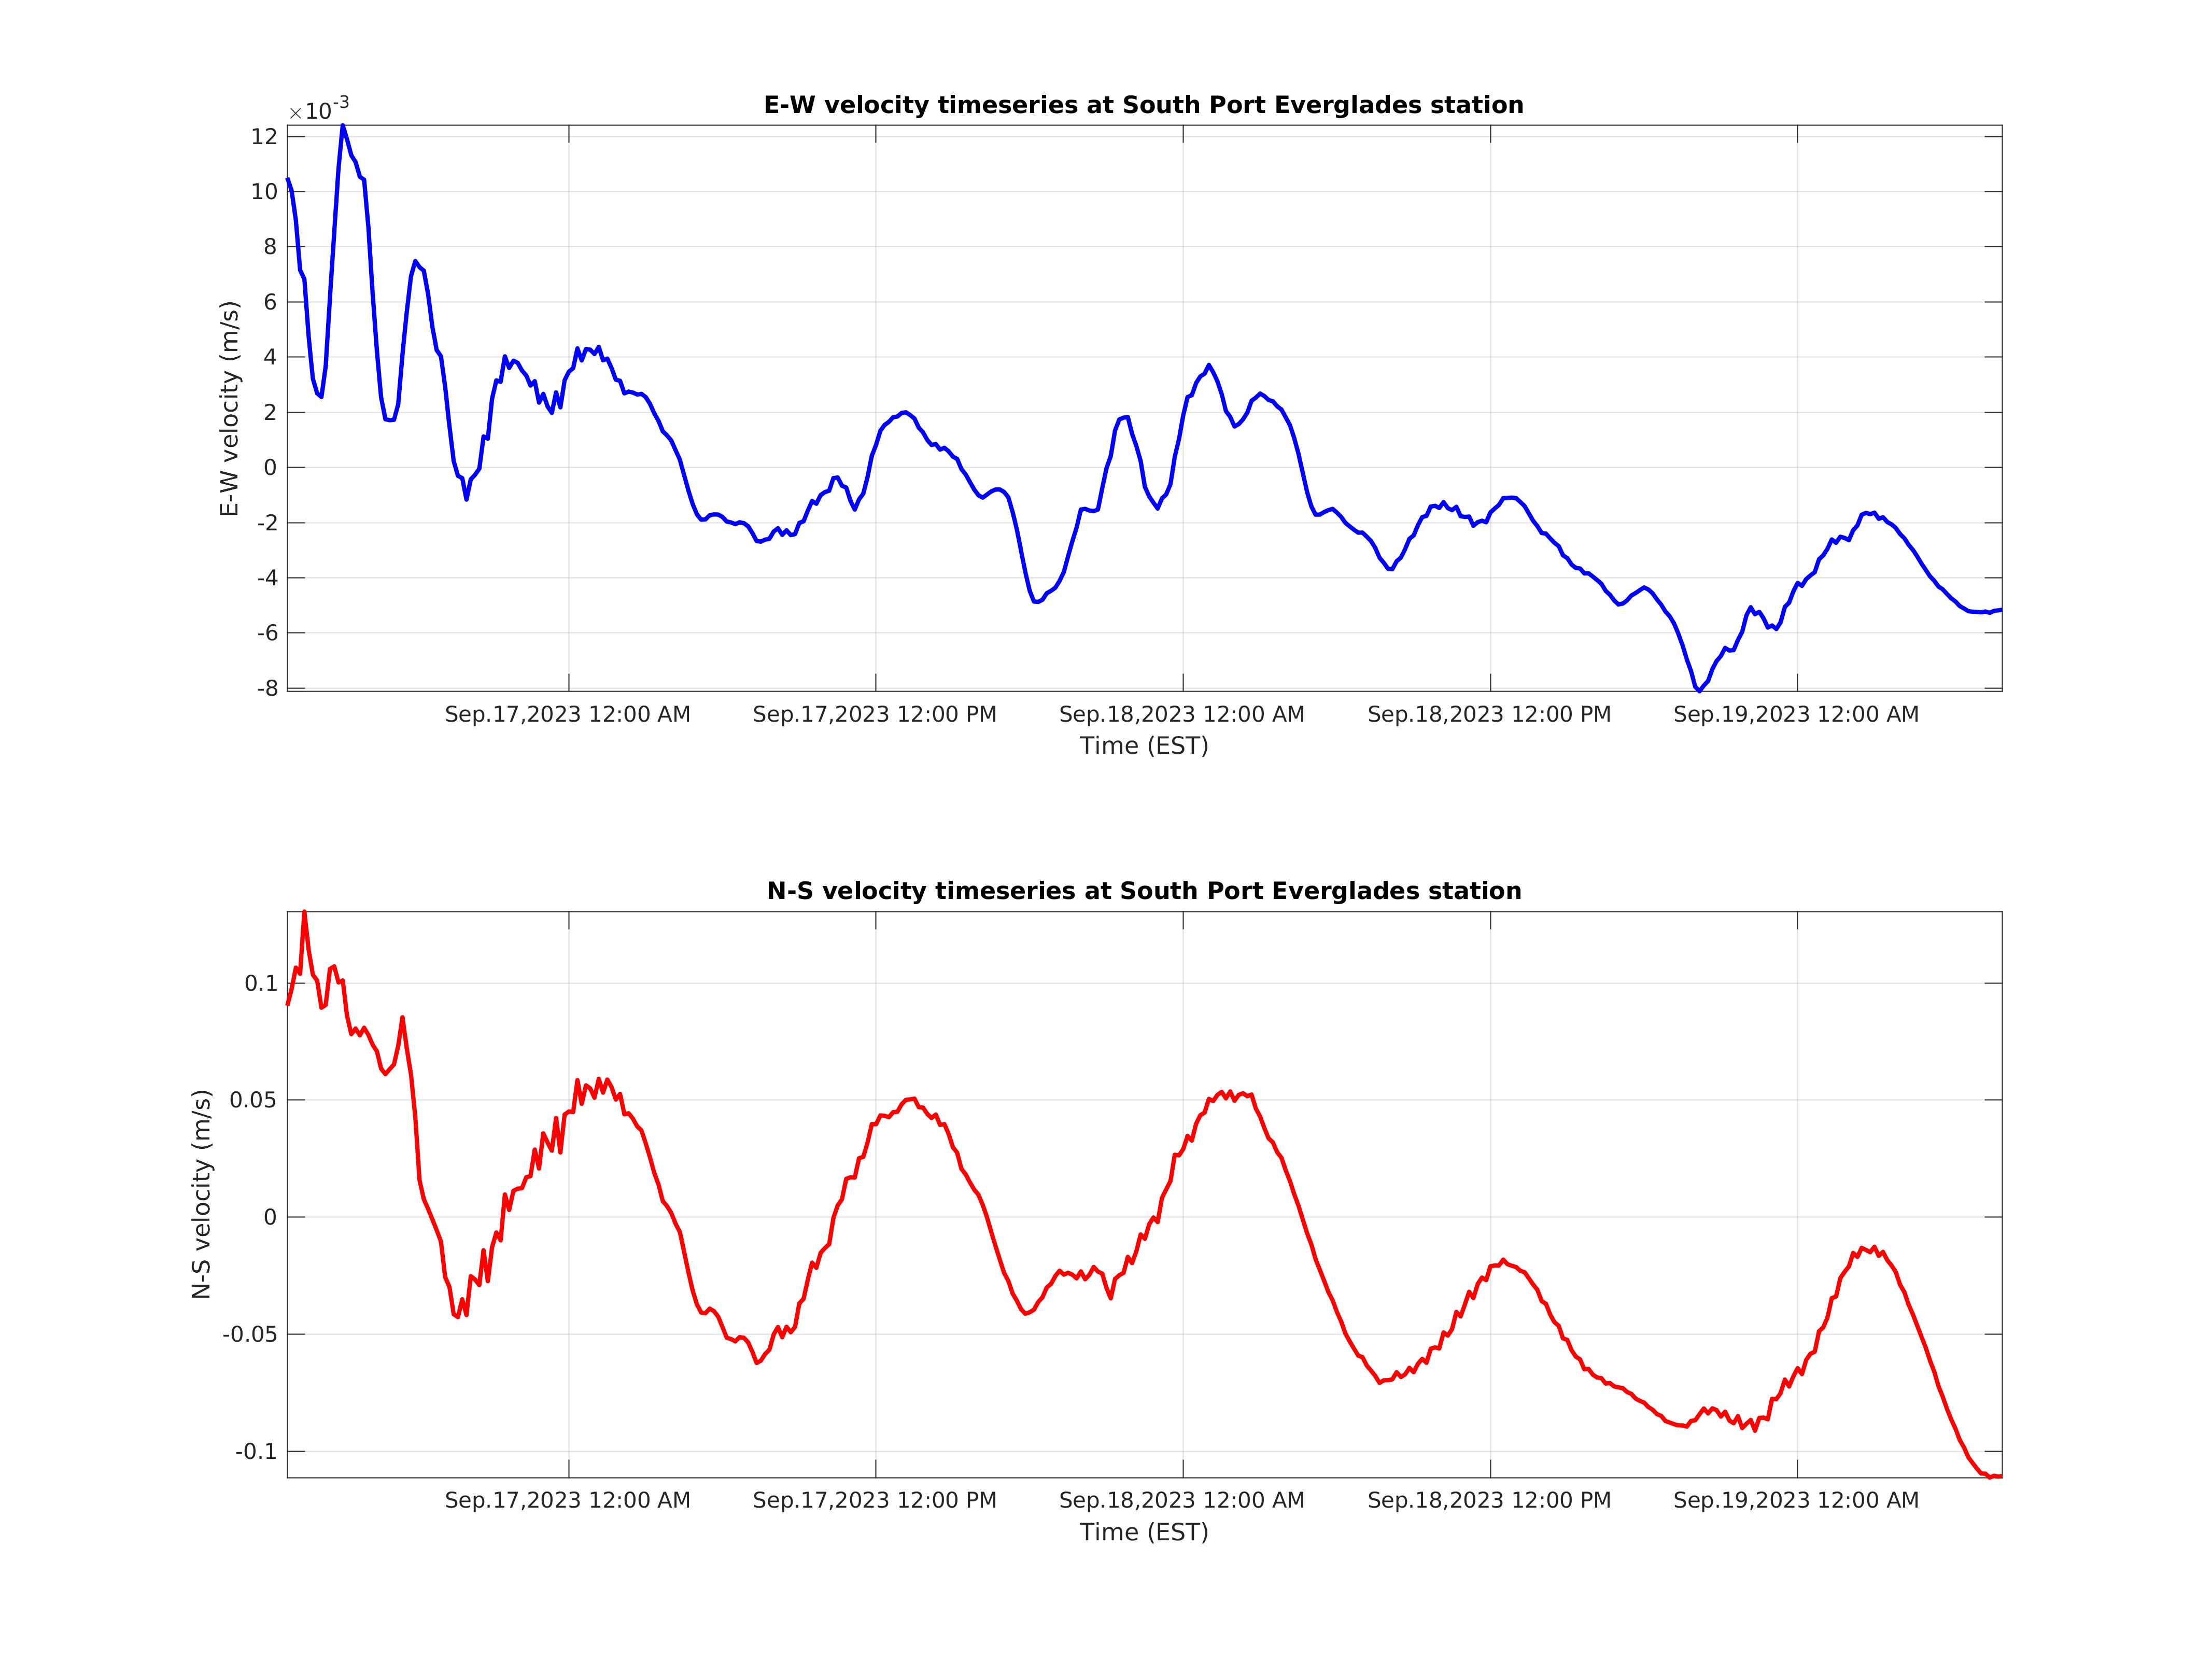 E-W velocity timeseries at South Port Everglades station
×10-3
12
10
8
6
4
2
0
-2
-4
-6
-8
E-W velocity (m/s)
Sep.17,2023 12:00 AM Sep.17,2023 12:00 PM Sep.18,2023 12:00 AM Sep.18,2023 12:00 PM Sep.19,2023 12:00 AM
Time (EST)
N-S velocity timeseries at South Port Everglades station
0.1
0.05
0
-0.05
-0.1
N-S velocity (m/s)
Sep.17,2023 12:00 AM Sep.17,2023 12:00 PM Sep.18,2023 12:00 AM Sep.18,2023 12:00 PM Sep.19,2023 12:00 AM
Time (EST)